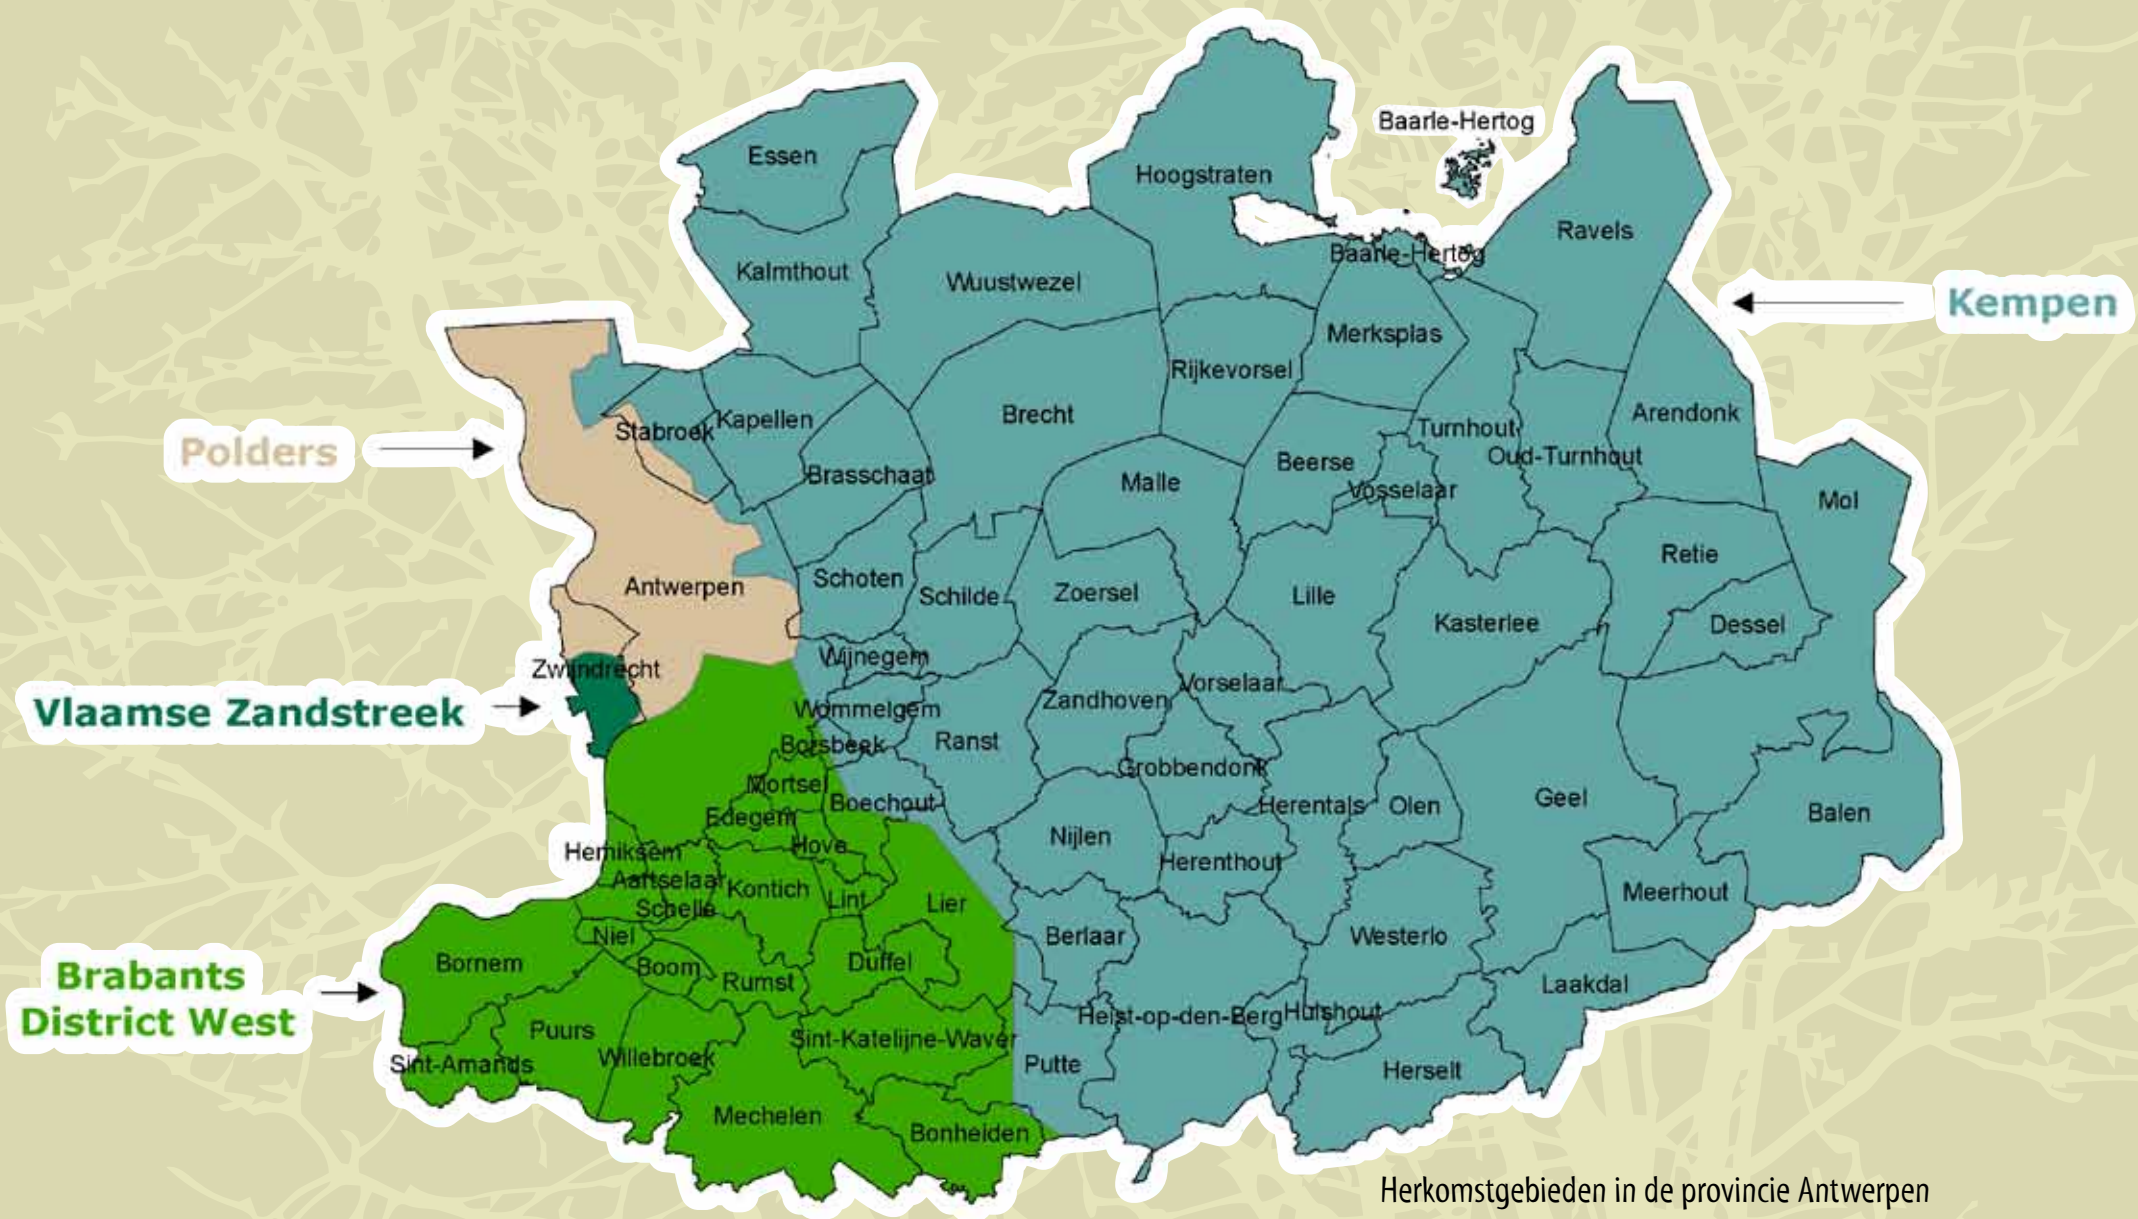 Baarle-Hertog
Essen
Hoogstraten
Ravels
Baarle-Hertog
Kalmthout
Wuustwezel
Kempen
Merksplas
Rijkevorsel
Kapellen
Brecht
Arendonk
Stabroek
Turnhout
Polders
Oud-Turnhout
Beerse
Brasschaat
Malle
Vosselaar
Mol
Retie
Antwerpen
Schoten
Schilde
Zoersel
Lille
Kasterlee
Dessel
Wijnegem
Zwijndrecht
Vorselaar
Zandhoven
Vlaamse Zandstreek
Wommelgem
Borsbeek
Ranst
Grobbendonk
Mortsel
Boechout
Herentals
Olen
Geel
Balen
Edegem
Hove
Nijlen
Hemiksem
Herenthout
Aartselaar
Kontich
Meerhout
Lint
Lier
Schelle
Niel
Berlaar
Westerlo
Bornem
Boom
Duffel
Rumst
Laakdal
Brabants
District West
Heist-op-den-Berg
Hulshout
Puurs
Sint-Katelijne-Waver
Willebroek
Sint-Amands
Putte
Herselt
Mechelen
Bonheiden
Herkomstgebieden in de provincie Antwerpen